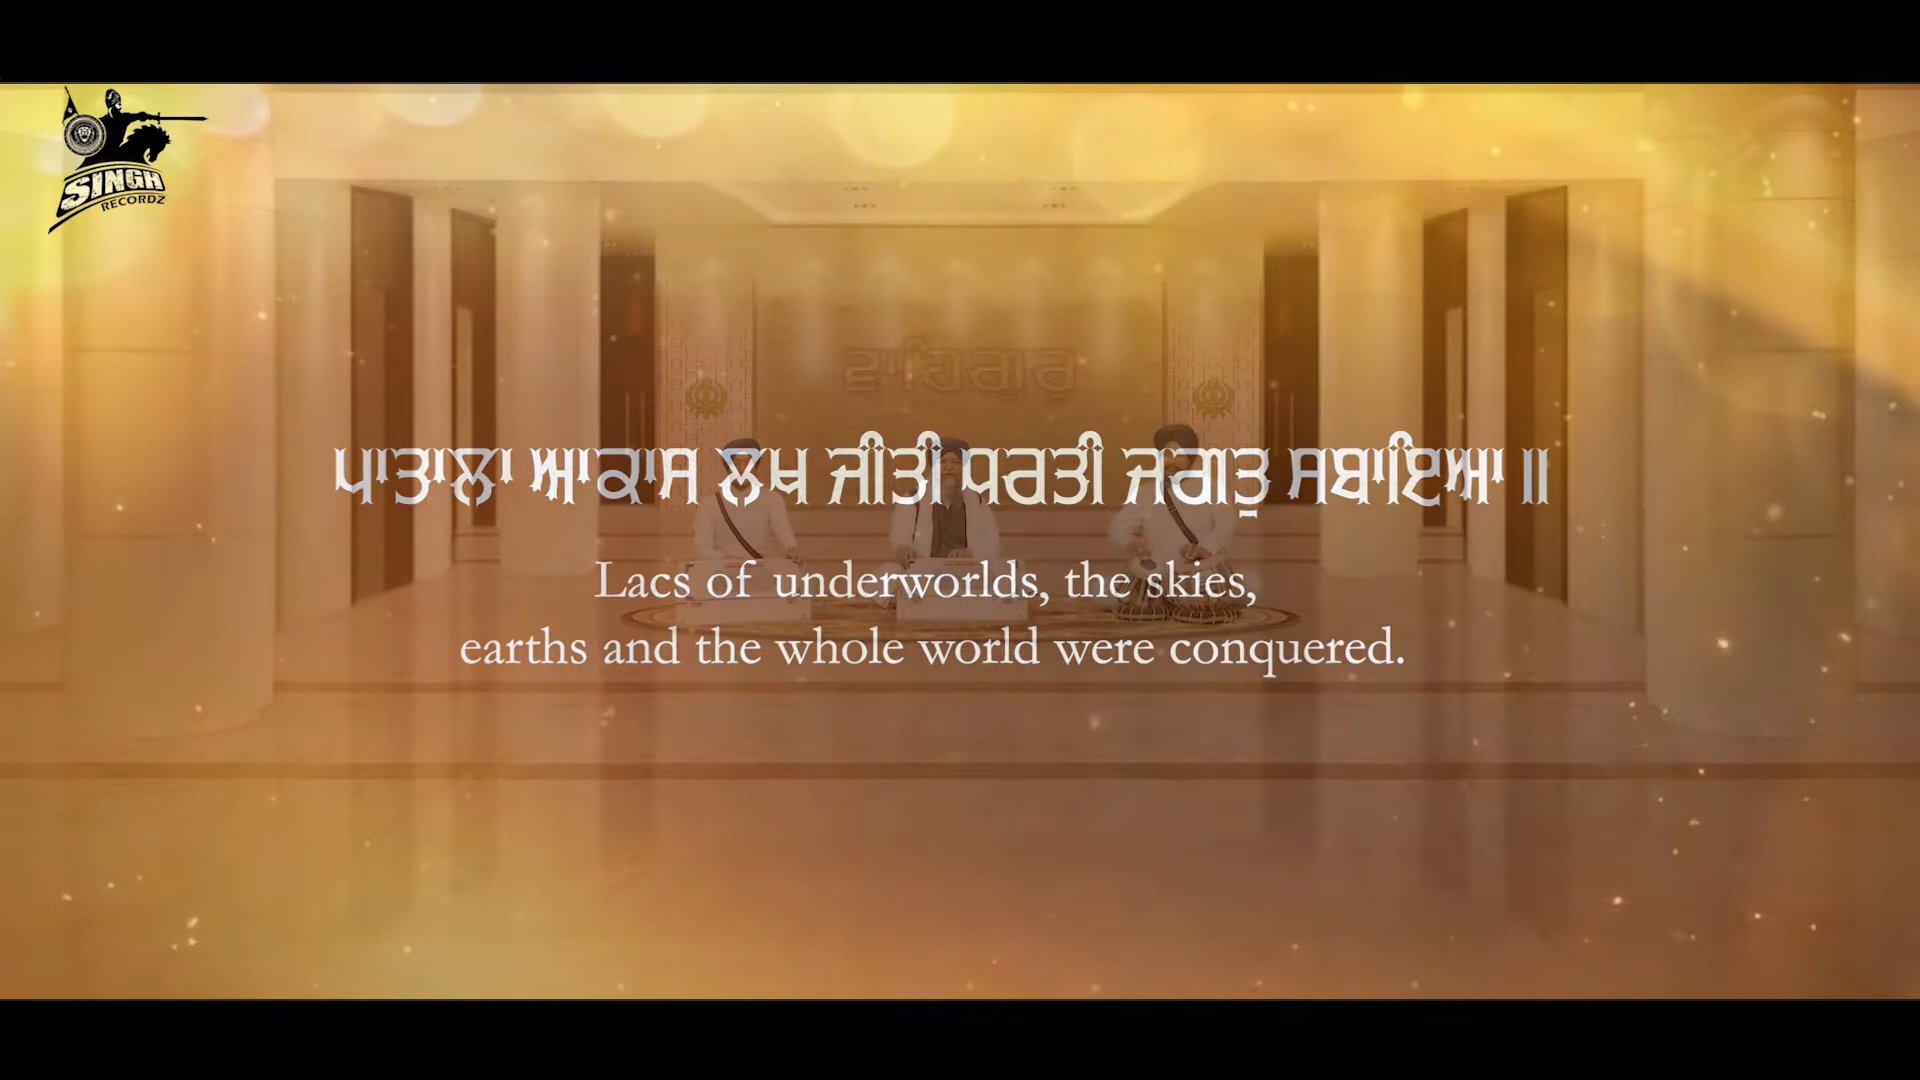 SINGH
RECORDZ
ਵਾਹਿਗੁਰੂ
ਪਾਤਾਲਾ ਆਕਾਸ ਲਖ ਜੀਤੀ ਧਰਤੀ ਜਗਤੁ ਸਬਾਇਆ ॥
Lacs of underworlds, the skies,
earths and the whole world were conquered.